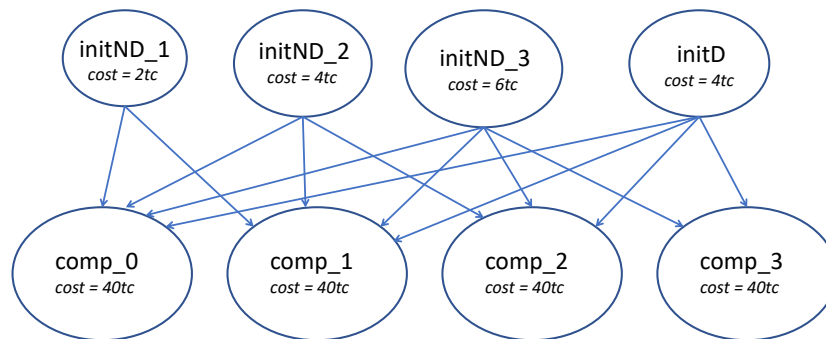 initND_1
cost = 2tc
initND_2
cost = 4tc
initND_3
cost = 6tc
initD
cost = 4tc
comp_0
cost = 40tc
comp_1
cost = 40tc
comp_2
cost = 40tc
comp_3
cost = 40tc